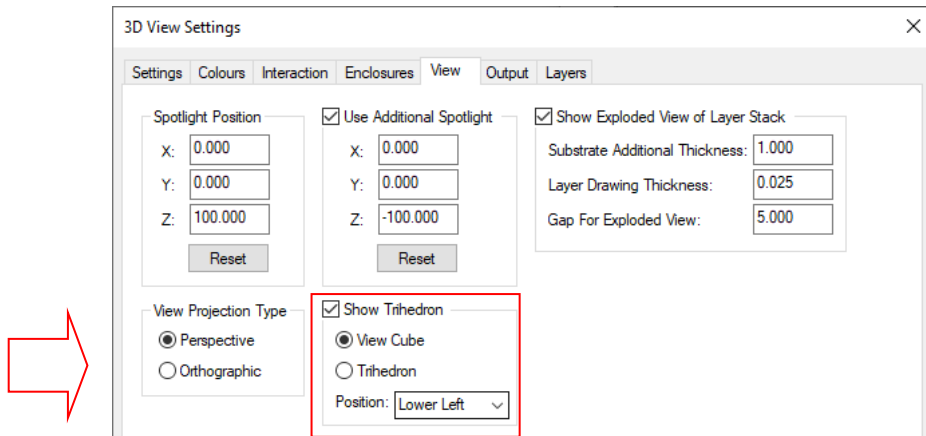 3D View Settings
Settings Colours Interaction Enclosures View Output Layers
Spotlight Position
X: 0.000
Y: 0.000
Z: 100.000
Reset
Use Additional Spotlight
X: 0.000
Y: 0.000
Z: -100.000
Reset
Show Exploded View of Layer Stack
Substrate Additional Thickness: 1.000
Layer Drawing Thickness: 0.025
Gap For Exploded View: 5.000
View Projection Type
Perspective
Orthographic
Show Trihedron
View Cube
Trihedron
Position: Lower Left